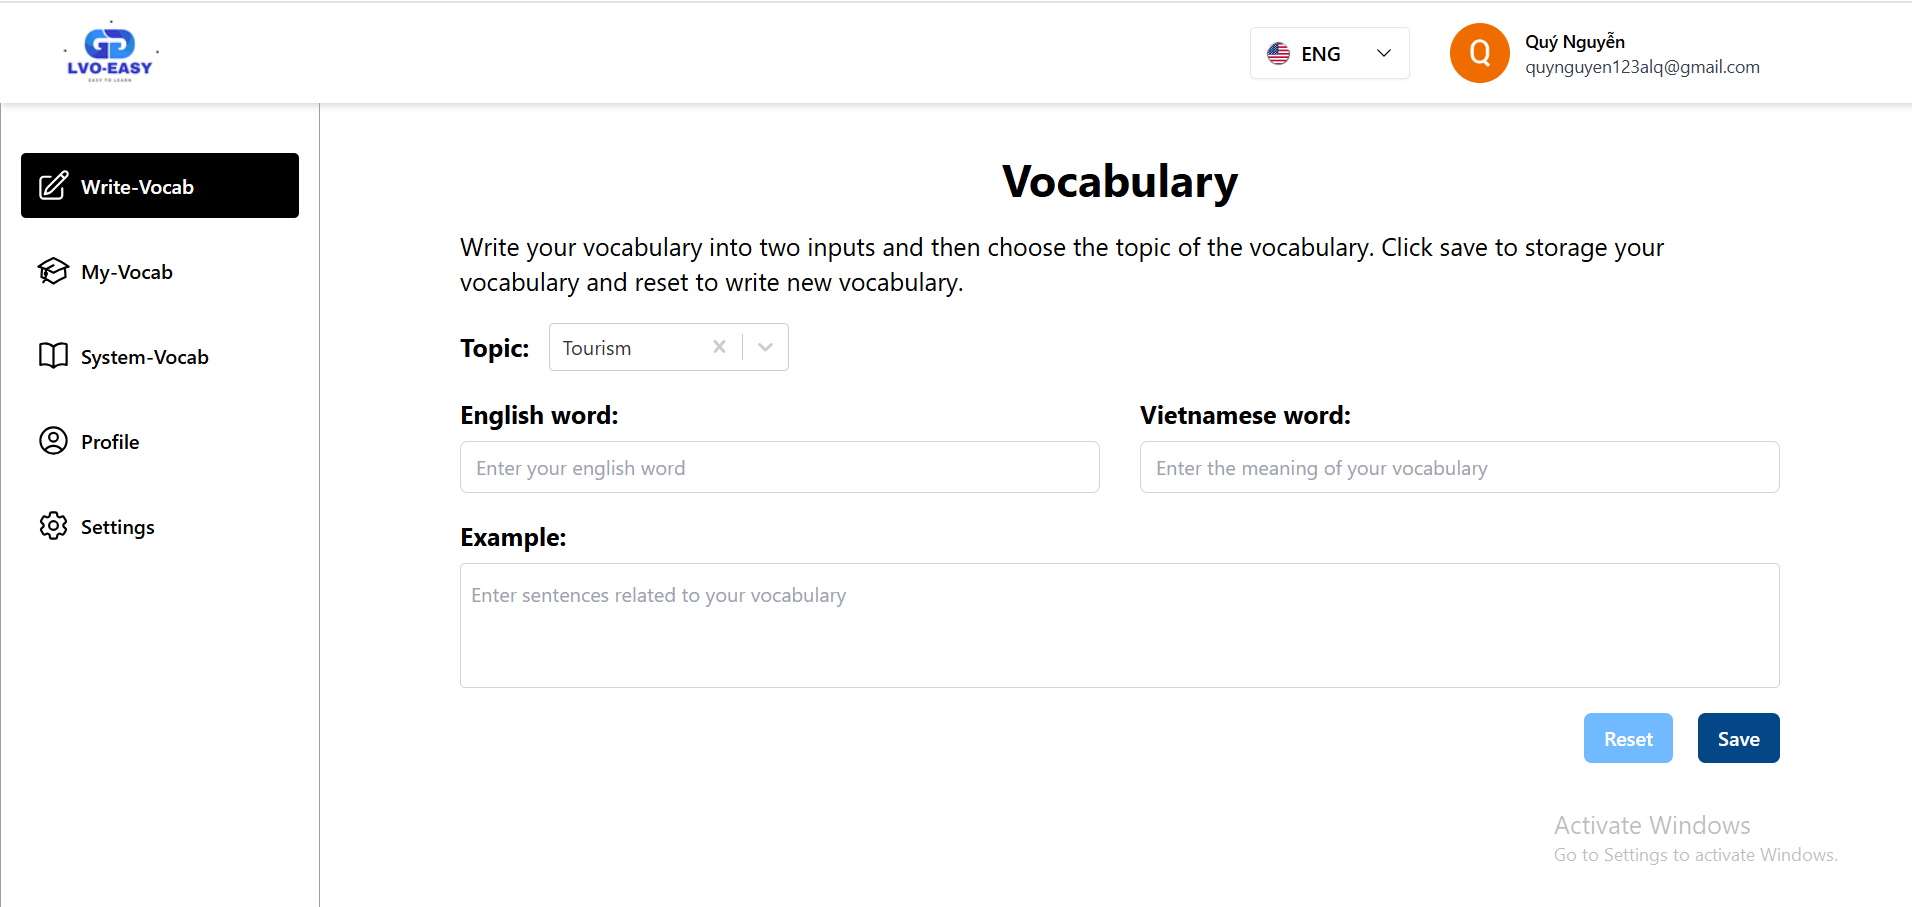 LVO-EASY
EASY TO LEARN
ENG
Q
Quý Nguyễn
quynguyen123alq@gmail.com
Write-Vocab
My-Vocab
System-Vocab
Profile
Settings
Vocabulary
Write your vocabulary into two inputs and then choose the topic of the vocabulary. Click save to storage your
vocabulary and reset to write new vocabulary.
Topic:
Tourism
English word:
Vietnamese word:
Enter your english word
Enter the meaning of your vocabulary
Example:
Enter sentences related to your vocabulary
Reset
Save
Activate Windows
Go to Settings to activate Windows.